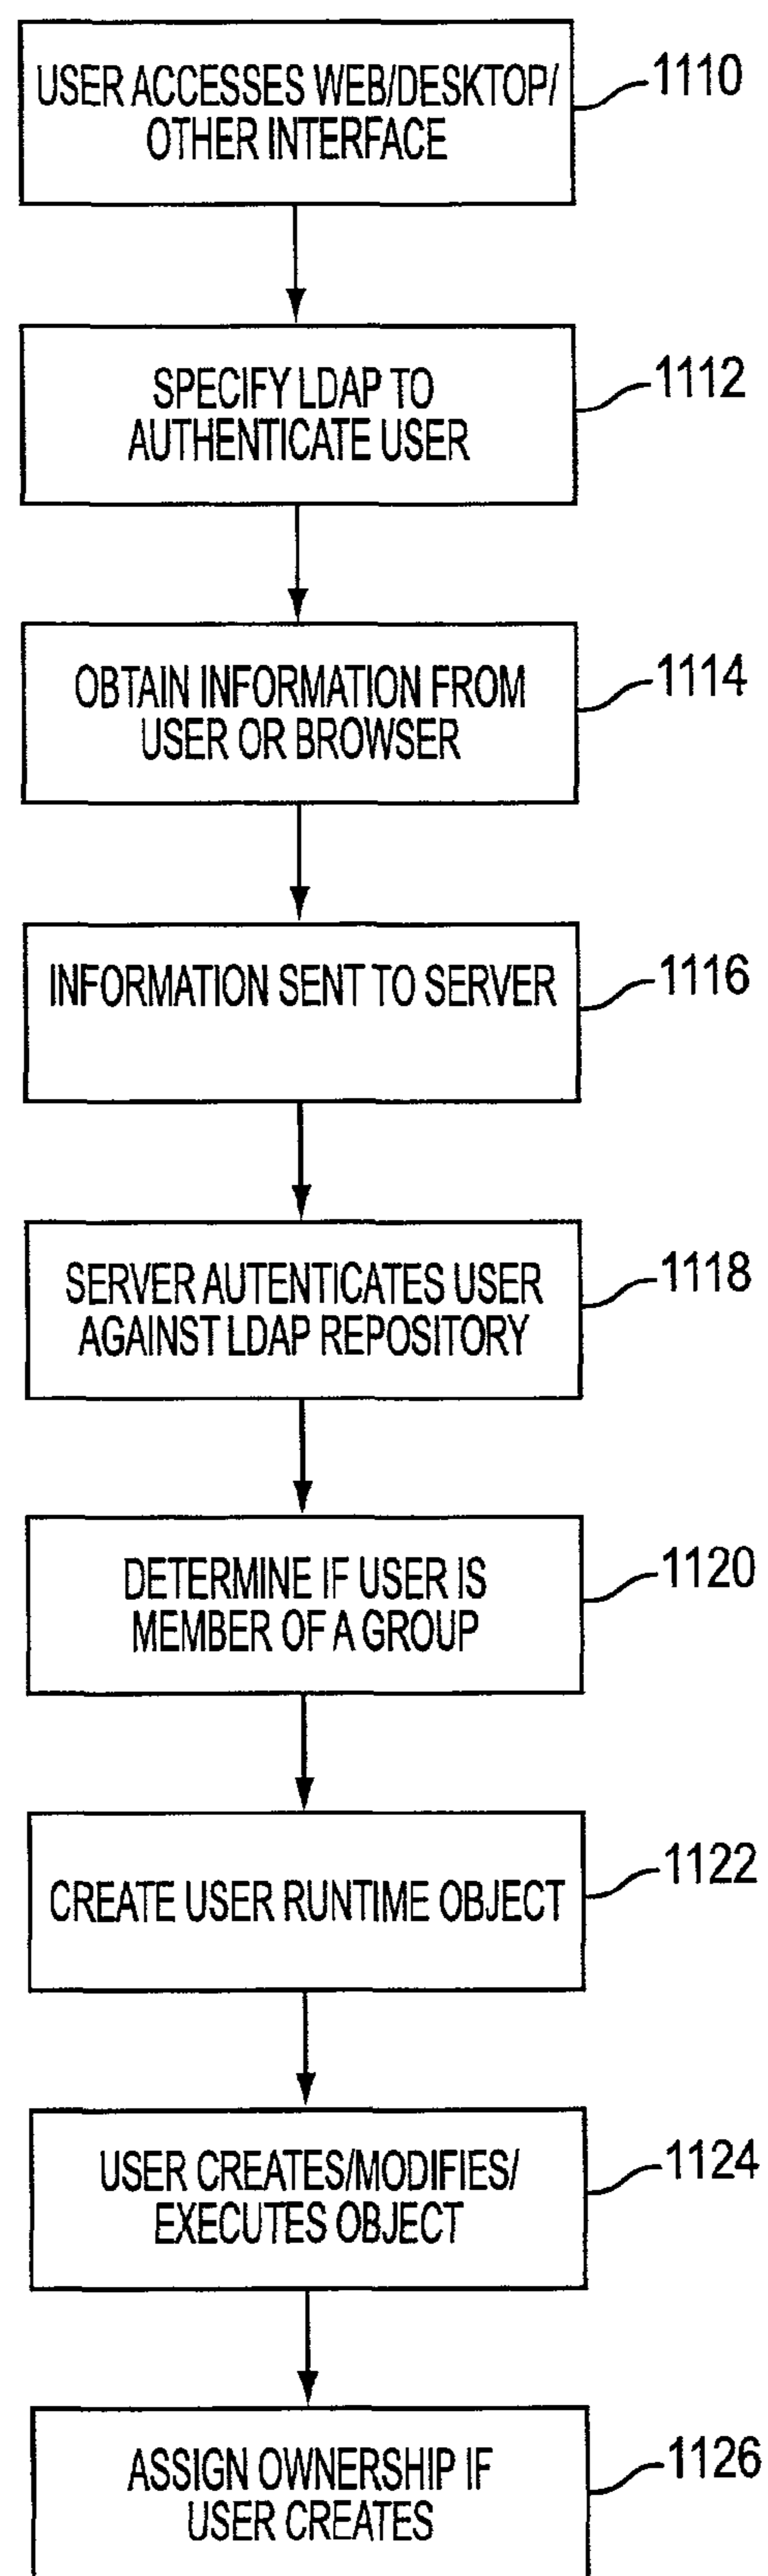 USER ACCESSES WEB/DESKTOP/
OTHER INTERFACE
1110
SPECIFY LDAP TO
AUTHENTICATE USER
1112
OBTAIN INFORMATION FROM
USER OR BROWSER
1114
INFORMATION SENT TO SERVER
1116
SERVER AUTENTICATES USER
AGAINST LDAP REPOSITORY
1118
DETERMINE IF USER IS
MEMBER OF A GROUP
1120
CREATE USER RUNTIME OBJECT
1122
USER CREATES/MODIFIES/
EXECUTES OBJECT
1124
ASSIGN OWNERSHIP IF
USER CREATES
1126